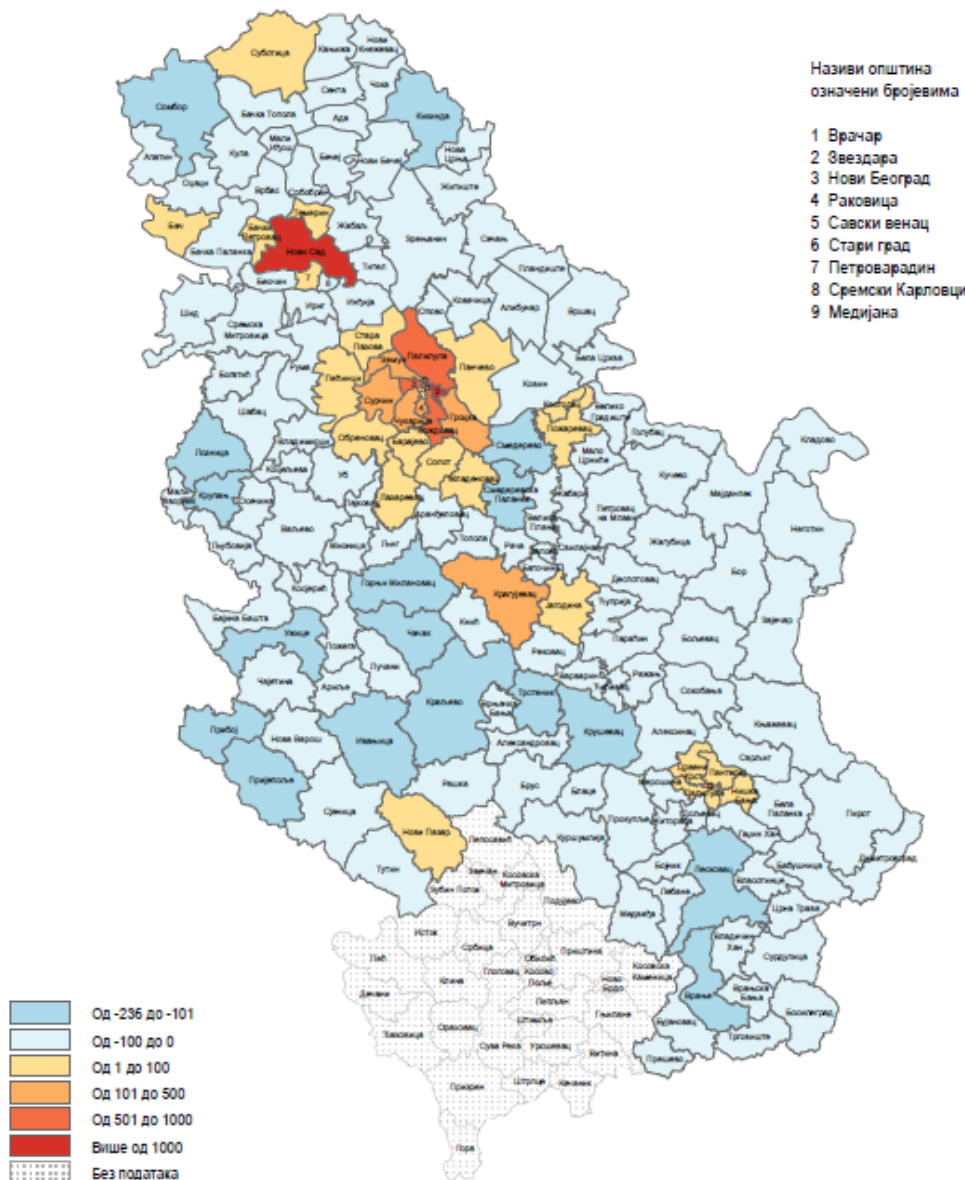 Називи општина
означени бројевима
1 Врачар
2 Звездара
3 Нови Београд
4 Раковица
5 Савски венац
6 Стари град
7 Петроварадин
8 Сремски Карловци
9 Медијана
Суботица
Кањижа
Нови Кнежевац
Сомбор
Сента
Чока
Бачка Топола
Ада
Кикинда
Мали Иђош
Апатин
Кула
Бечеј
Нови Бечеј
Нова Црња
Оџаци
Врбас
Србобран
Житиште
Бач
Темерин
Бачки Петровац
Жабаљ
Зрењанин
Сечањ
Бачка Паланка
Нови Сад
Тител
Пландиште
Беочин
7
8
Шид
Ириг
Инђија
Опово
Ковачица
Алибунар
Вршац
Сремска Митровица
Рума
Стара Пазова
Палилула
Панчево
Бела Црква
Земун
Пећинци
Богатић
Ковин
Сурчин
3
4
Гроцка
Костолац
Велико Градиште
Шабац
Чукарица
Вождовац
Пожаревац
Голубац
Кладово
Обреновац
Барајево
Смедерево
Лозница
Владимирци
Сопот
Мало Црниће
Кучево
Коцељева
Уб
Младеновац
Мајданпек
Мали Зворник
Крупањ
Осечина
Лазаревац
Смедеревска Паланка
Жабари
Петровац на Млави
Неготин
Лајковац
Аранђеловац
Велика Плана
Љубовија
Ваљево
Мионица
Љиг
Топола
Рача
Лапово
Свилајнац
Жагубица
Баточина
Бор
Косјерић
Горњи Милановац
Крагујевац
Деспотовац
Бајина Башта
Јагодина
Ћуприја
Зајечар
Ужице
Чачак
Кнић
Параћин
Бољевац
Пожега
Лучани
Рековац
Чајетина
Ариље
Варварин
Ражањ
Краљево
Трстеник
Ћићевац
Сокобања
Врњачка Бања
Прибој
Нова Варош
Ивањица
Крушевац
Књажевац
Александровац
Алексинац
Сврљиг
Пријепоље
Рашка
Брус
Блаце
Мерошина
Црвени Крст
Пантелеј
Нишка Бања
Бела Паланка
Пирот
Сјеница
Нови Пазар
Прокупље
Житорађа
Дољевац
Гаџин Хан
Куршумлија
Димитровград
Тутин
Лепосавић
Бабушница
Бојник
Лесковац
Звечан
Косовска Митровица
Власотинце
Зубин Поток
Лебане
Подујево
Медвеђа
Црна Трава
Исток
Вучитрн
Владичин Хан
Србица
Приштина
Сурдулица
Пећ
Обилић
Косово Поље
Косовска Каменица
Глоговац
Ново Брдо
Клина
Врањска Бања
Дечани
Липљан
Врање
Босилеград
Гњилане
Ораховац
Штимље
Бујановац
Ђаковица
Трговиште
Сува Река
Урошевац
Витина
Прешево
Призрен
Штрпце
Качаник
Гора
Од -236 до -101
Од -100 до 0
Од 1 до 100
Од 101 до 500
Од 501 до 1000
Више од 1000
Без података